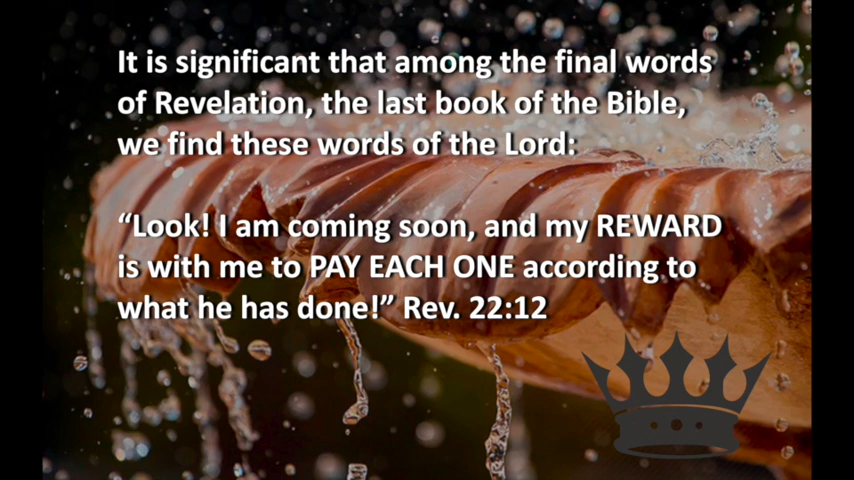 It is significant that among the final words
of Revelation, the last book of the Bible,
we find these words of the Lord:
“Look! I am coming soon, and my REWARD
is with me to PAY EACH ONE according to
what he has done!” Rev. 22:12